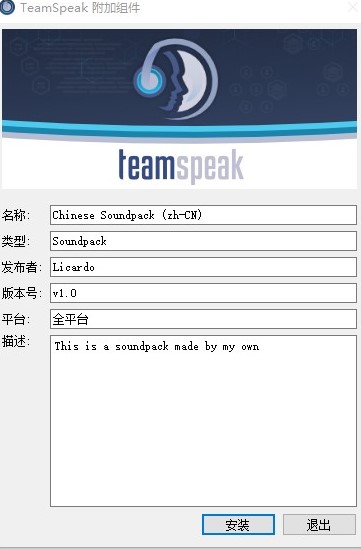 TeamSpeak 附加组件
teamspeak
名称: Chinese Soundpack (zh-CN)
类型: Soundpack
发布者: Licardo
版本号: v1.0
平台: 全平台
描述: This is a soundpack made by my own
安装 退出